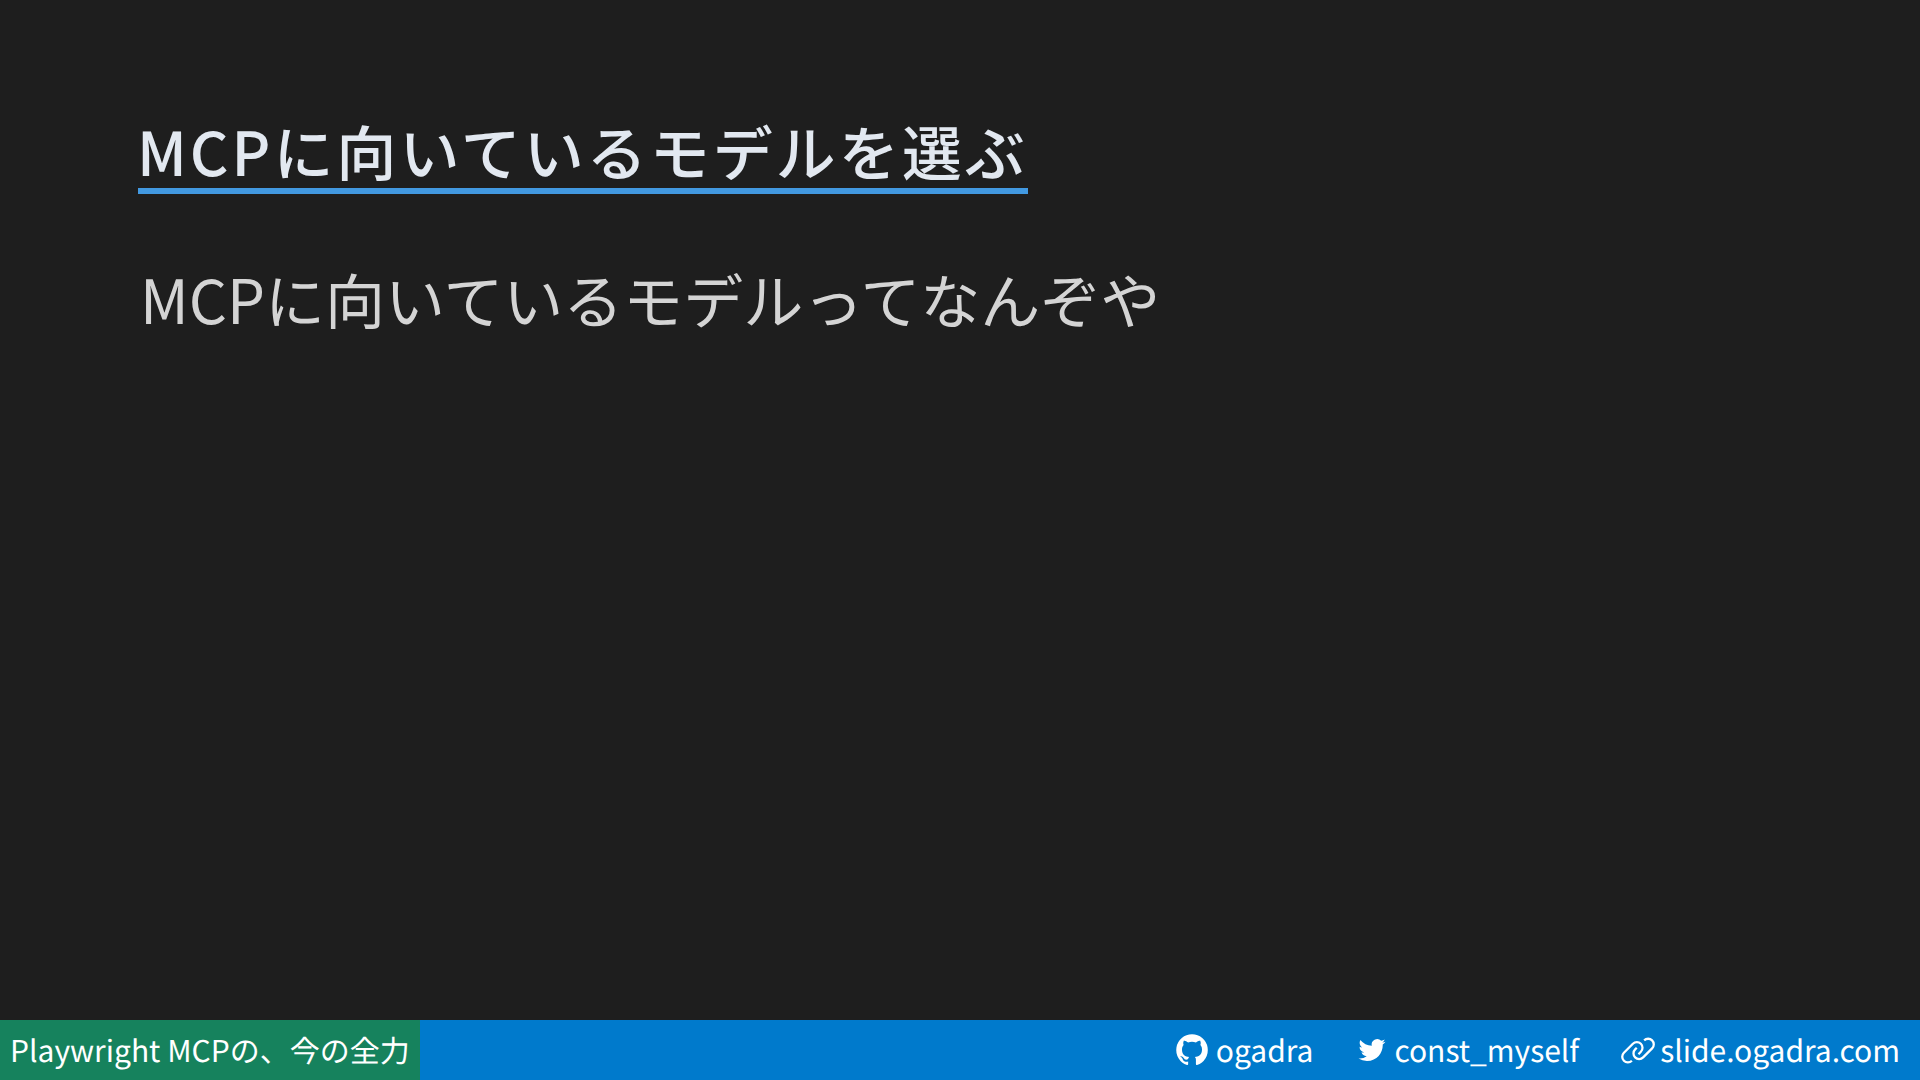 MCPに向いているモデルを選ぶ
MCPに向いているモデルってなんぞや
Playwright MCPの、今の全力
ogadra
const_myself
slide.ogadra.com